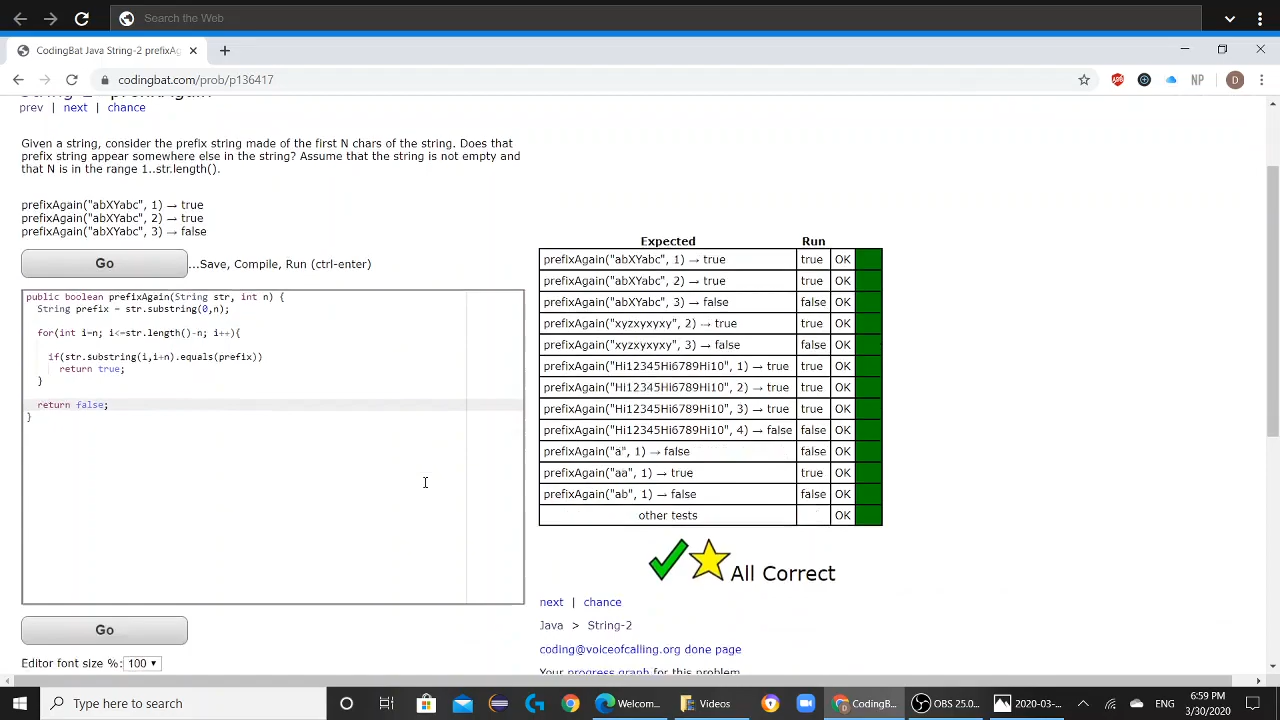 Search the Web
CodingBat Java String-2 prefixAg
codingbat.com/prob/p136417
NP
D
prev | next | chance
Given a string, consider the prefix string made of the first N chars of the string. Does that
prefix string appear somewhere else in the string? Assume that the string is not empty and
that N is in the range 1..str.length().
prefixAgain("abXYabc", 1) → true
prefixAgain("abXYabc", 2) → true
prefixAgain("abXYabc", 3) → false
Go
...Save, Compile, Run (ctrl-enter)
public boolean prefixAgain(String str, int n) {
String prefix = str.substring(0,n);
for(int i=n; i<=str.length()-n; i++){
if(str.substring(i,i+n).equals(prefix))
return true;
}
return false;
}
Go
Editor font size %: 100
Expected Run
prefixAgain("abXYabc", 1) → true true OK
prefixAgain("abXYabc", 2) → true true OK
prefixAgain("abXYabc", 3) → false false OK
prefixAgain("xyzxyxyxy", 2) → true true OK
prefixAgain("xyzxyxyxy", 3) → false false OK
prefixAgain("Hi12345Hi6789Hi10", 1) → true true OK
prefixAgain("Hi12345Hi6789Hi10", 2) → true true OK
prefixAgain("Hi12345Hi6789Hi10", 3) → true true OK
prefixAgain("Hi12345Hi6789Hi10", 4) → false false OK
prefixAgain("a", 1) → false false OK
prefixAgain("aa", 1) → true true OK
prefixAgain("ab", 1) → false false OK
other tests OK
All Correct
next | chance
Java > String-2
coding@voiceofcalling.org done page
Your progress graph for this problem
Type here to search
Welcom...
Videos
CodingB...
OBS 25.0...
2020-03-...
ENG
6:59 PM
3/30/2020